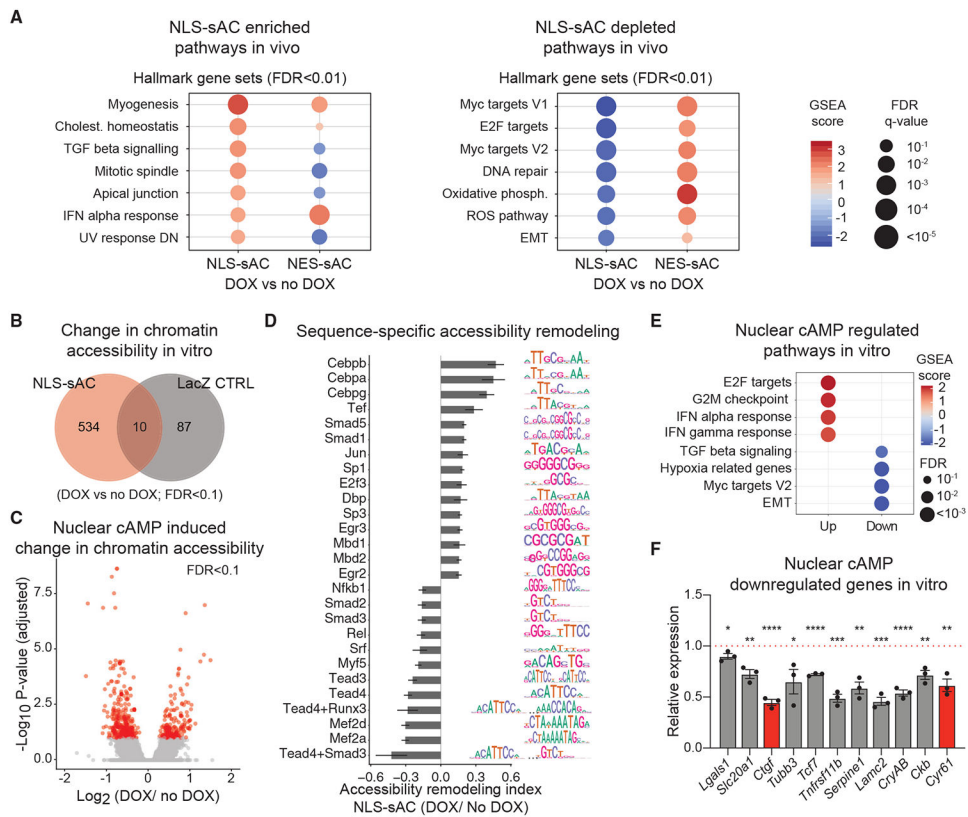 A
NLS-sAC enriched
pathways in vivo
Hallmark gene sets (FDR<0.01)
Myogenesis
Cholest. homeostatis
TGF beta signalling
Mitotic spindle
Apical junction
IFN alpha response
UV response DN
NLS-sAC NES-sAC
DOX vs no DOX
NLS-sAC depleted
pathways in vivo
Hallmark gene sets (FDR<0.01)
Myc targets V1
E2F targets
Myc targets V2
DNA repair
Oxidative phosph.
ROS pathway
EMT
NLS-sAC NES-sAC
DOX vs no DOX
GSEA
score
3
2
1
0
-1
-2
FDR
q-value
10-1
10-2
10-3
10-4
<10-5
B
Change in chromatin
accessibility in vitro
NLS-sAC LacZ CTRL
534 10 87
(DOX vs no DOX; FDR<0.1)
C
Nuclear cAMP induced
change in chromatin accessibility
FDR<0.1
-Log10 P-value (adjusted)
7.5
5.0
2.5
0.0
-2 -1 0 1 2
Log2 (DOX/ no DOX)
D
Sequence-specific accessibility remodeling
Cebpb
Cebpa
Cebpg
Tef
Smad5
Smad1
Jun
Sp1
E2f3
Dbp
Sp3
Egr3
Mbd1
Mbd2
Egr2
Nfkb1
Smad2
Smad3
Rel
Srf
Myf5
Tead3
Tead4
Tead4+Runx3
Mef2d
Mef2a
Tead4+Smad3
−0.6 −0.3 0.0 0.3 0.6
Accessibility remodeling index
NLS-sAC (DOX/ No DOX)
E
Nuclear cAMP regulated
pathways in vitro
E2F targets
G2M checkpoint
IFN alpha response
IFN gamma response
TGF beta signaling
Hypoxia related genes
Myc targets V2
EMT
Up Down
GSEA
score
2
1
0
-1
-2
FDR
10-1
10-2
<10-3
F
Nuclear cAMP
downregulated genes in vitro
Relative expression
1.5
1.0
0.5
0.0
* ** **** * **** *** ** *** **** ** **
Lgals1
Slc20a1
Ctgf
Tubb3
Tcf7
Tnfrsf11b
Serpine1
Lamc2
CryAB
Ckb
Cyr61